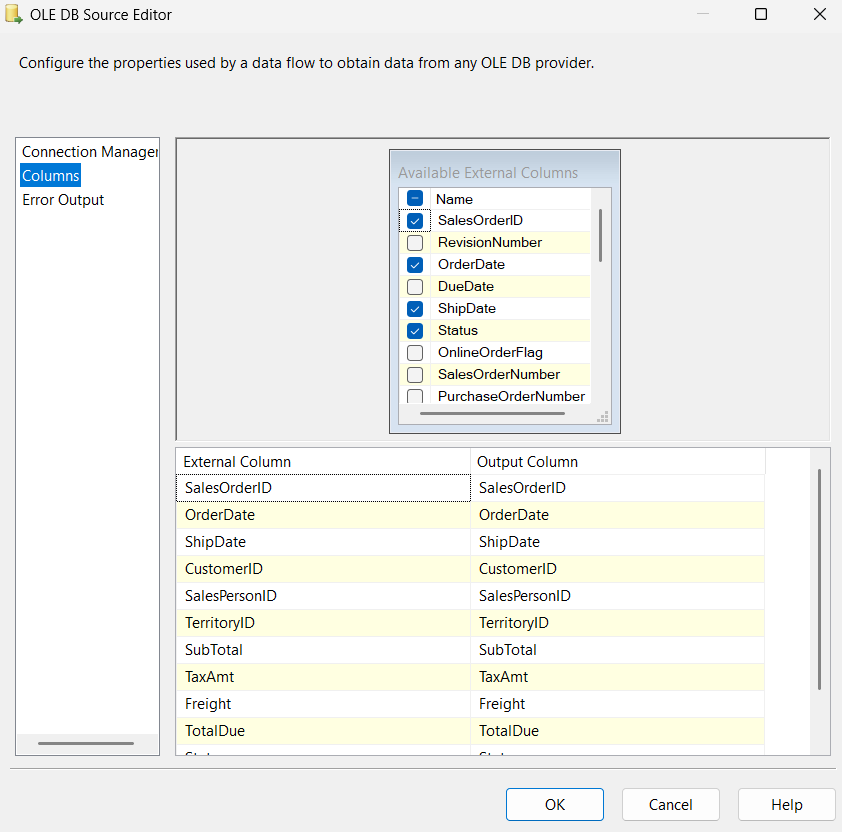 OLE DB Source Editor
Configure the properties used by a data flow to obtain data from any OLE DB provider.
Connection Manager
Columns
Error Output
Available External Columns
Name
SalesOrderID
RevisionNumber
OrderDate
DueDate
ShipDate
Status
OnlineOrderFlag
SalesOrderNumber
PurchaseOrderNumber
External Column Output Column
SalesOrderID SalesOrderID
OrderDate OrderDate
ShipDate ShipDate
CustomerID CustomerID
SalesPersonID SalesPersonID
TerritoryID TerritoryID
SubTotal SubTotal
TaxAmt TaxAmt
Freight Freight
TotalDue TotalDue
OK Cancel Help